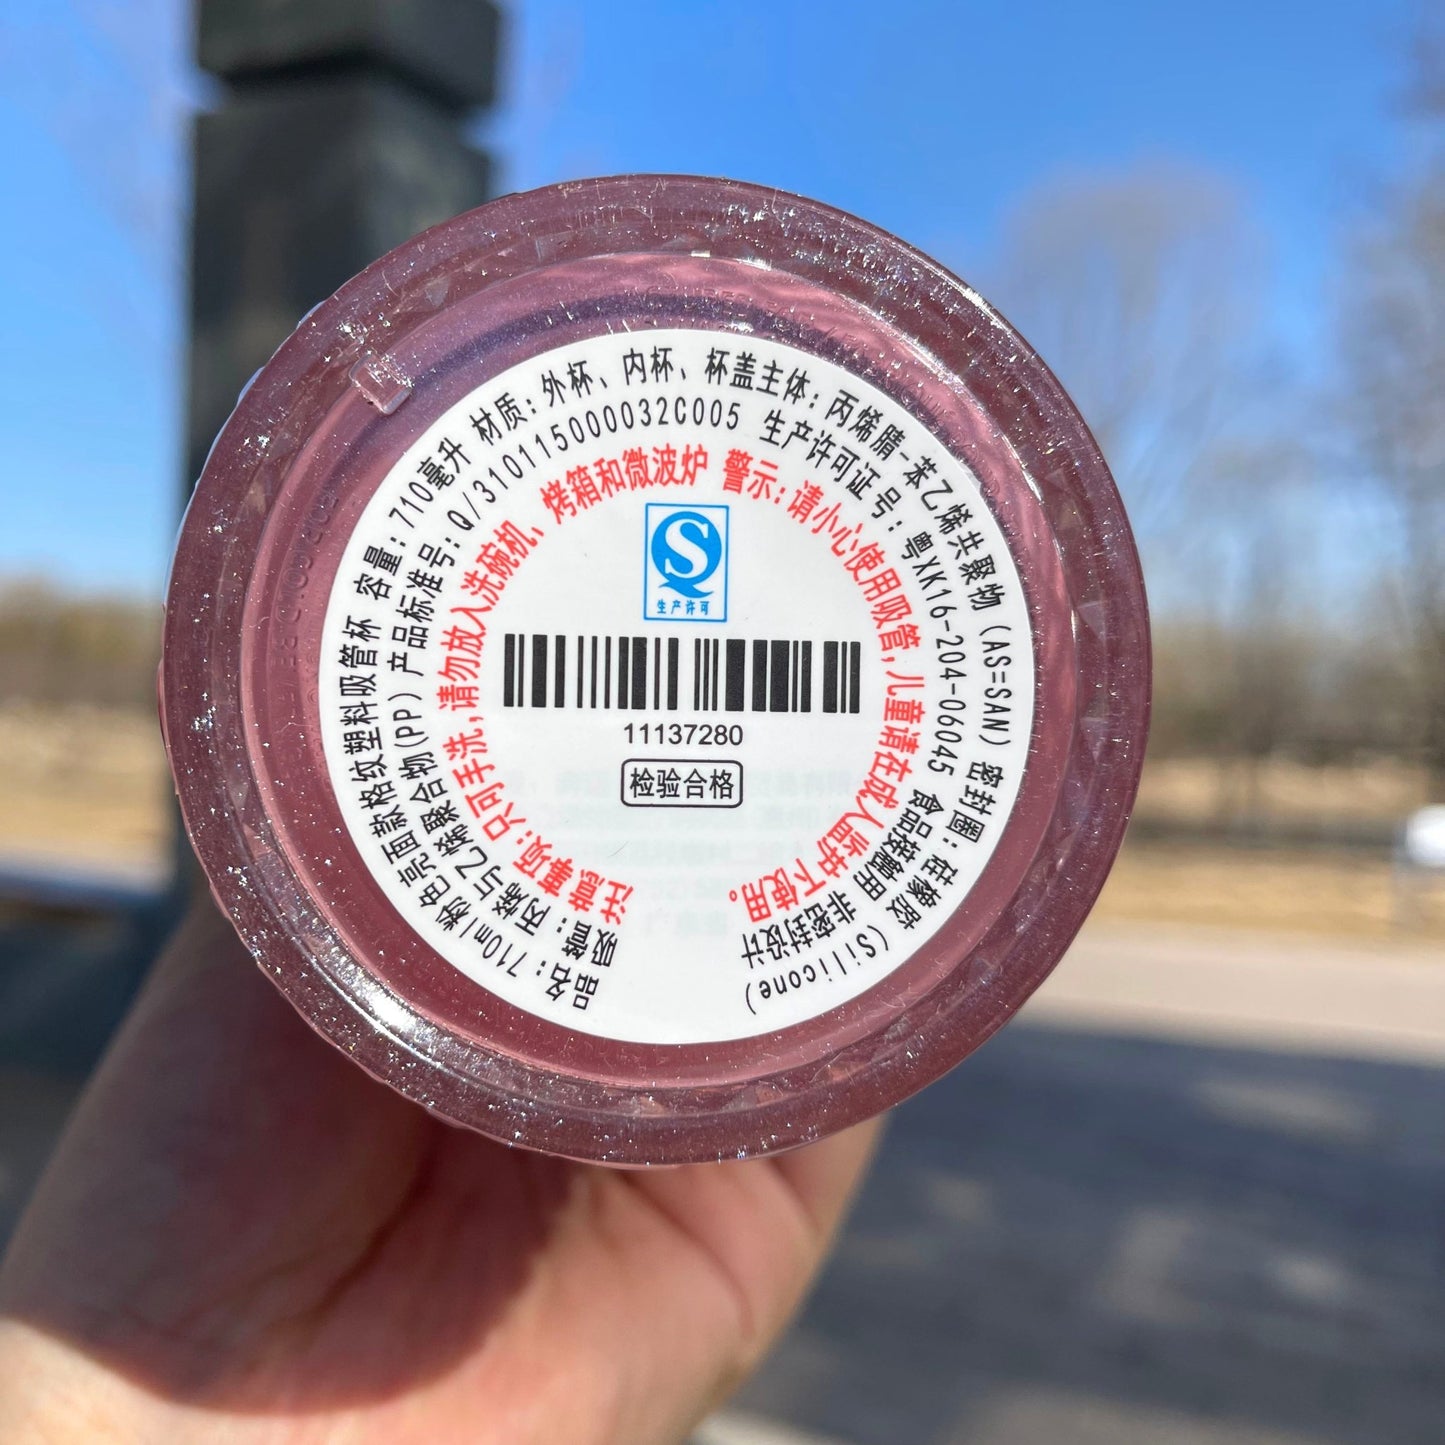 品名：710ml粉色亮面菱格纹塑料吸管杯 容量：710毫升 材质：外杯、内杯、杯盖主体：丙烯腈-苯乙烯共聚物（AS=SAN）密封圈：硅橡胶（Silicone）
吸管：丙烯与乙烯聚合物(PP) 产品标准号：Q/310115000032C005 生产许可证号：粤XK16-204-06045 食品接触用 非密封设计
注意事项：只可手洗，请勿放入洗碗机、烤箱和微波炉 警示：请小心使用吸管，儿童请在成人监护下使用。
生产许可
11137280
检验合格